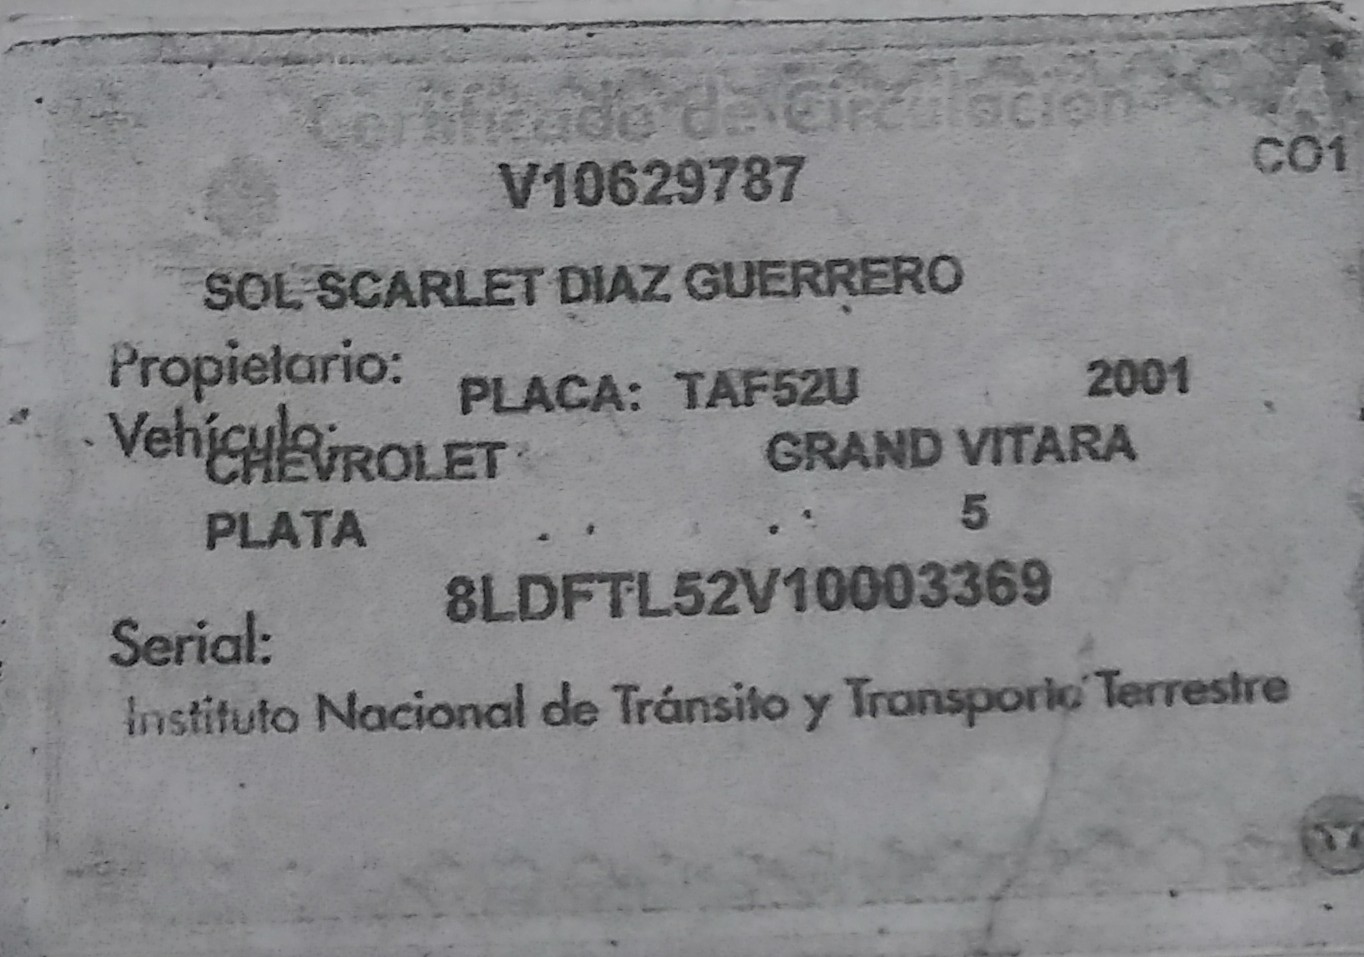 Certificado de Circulación
CO1
V10629787
SOL SCARLET DIAZ GUERRERO
Propietario:
PLACA: TAF52U 2001
Vehículo:
CHEVROLET GRAND VITARA
PLATA 5
8LDFTL52V10003369
Serial:
Instituto Nacional de Tránsito y Transporte Terrestre